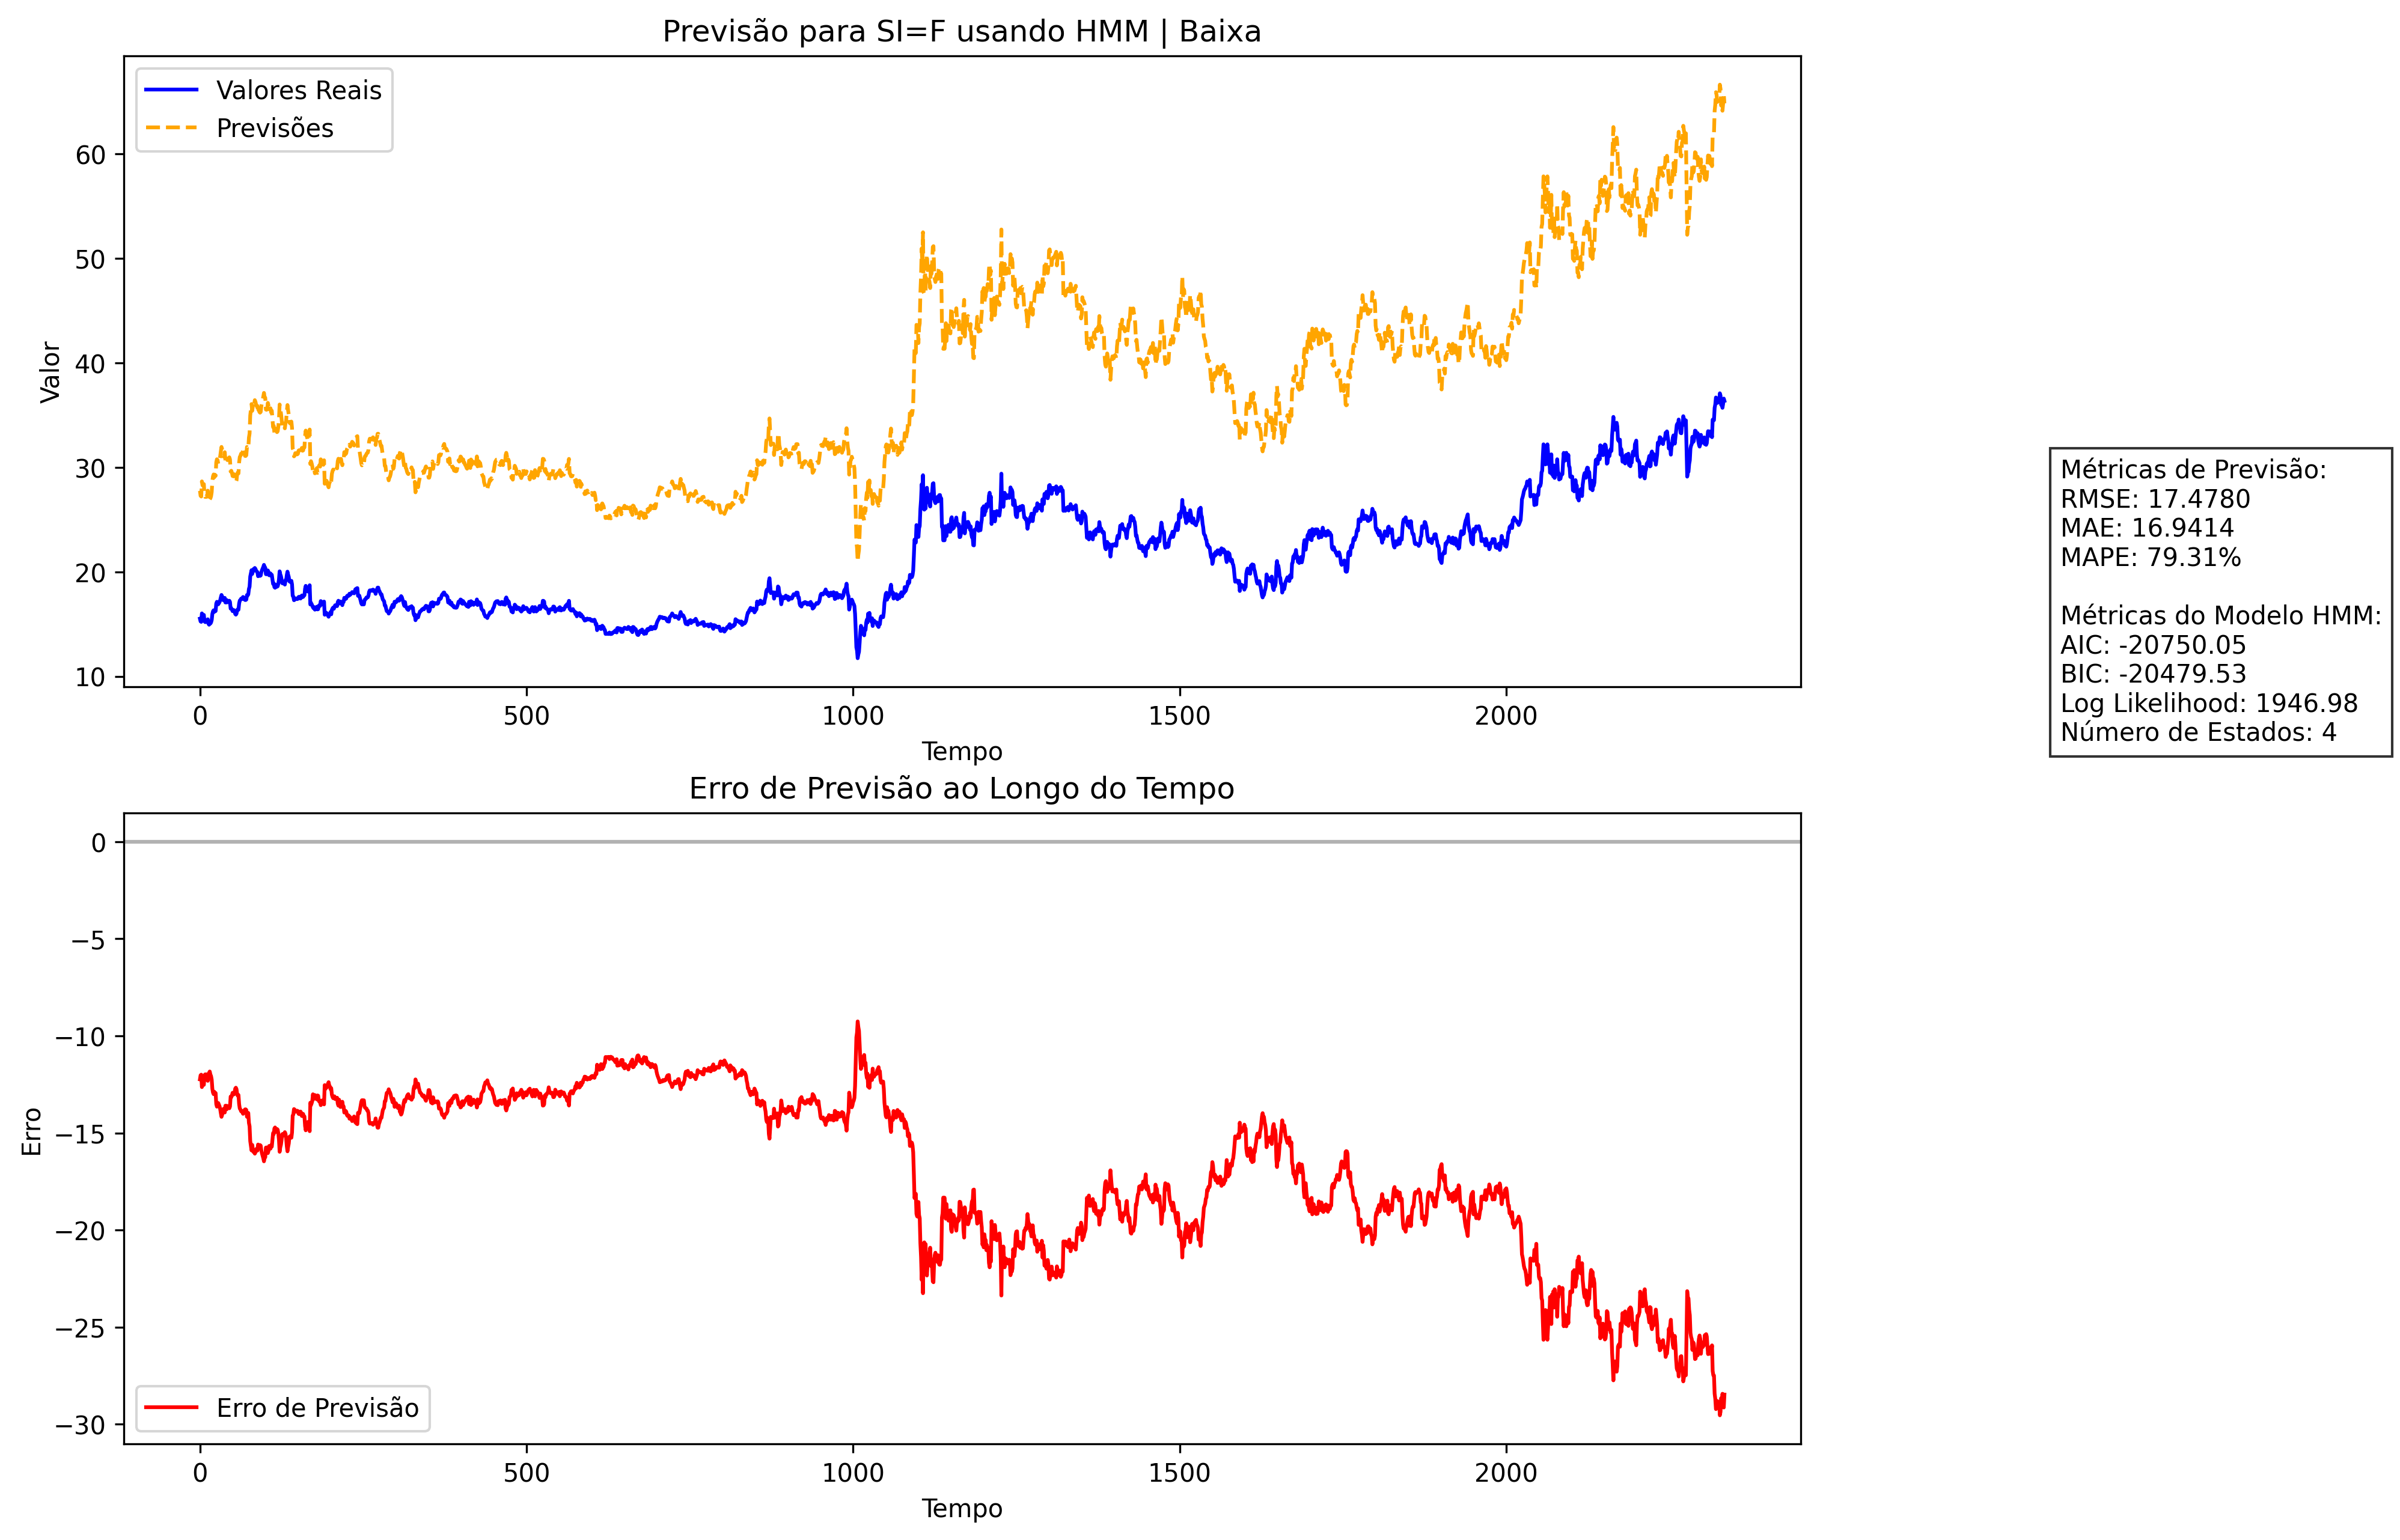 Previsão para SI=F usando HMM | Baixa
Valores Reais
Previsões
Valor
60
50
40
30
20
10
0
500
1000
1500
2000
Tempo
Métricas de Previsão:
RMSE: 17.4780
MAE: 16.9414
MAPE: 79.31%
Métricas do Modelo HMM:
AIC: -20750.05
BIC: -20479.53
Log Likelihood: 1946.98
Número de Estados: 4
Erro de Previsão ao Longo do Tempo
Erro
0
−5
−10
−15
−20
−25
−30
Erro de Previsão
0
500
1000
1500
2000
Tempo